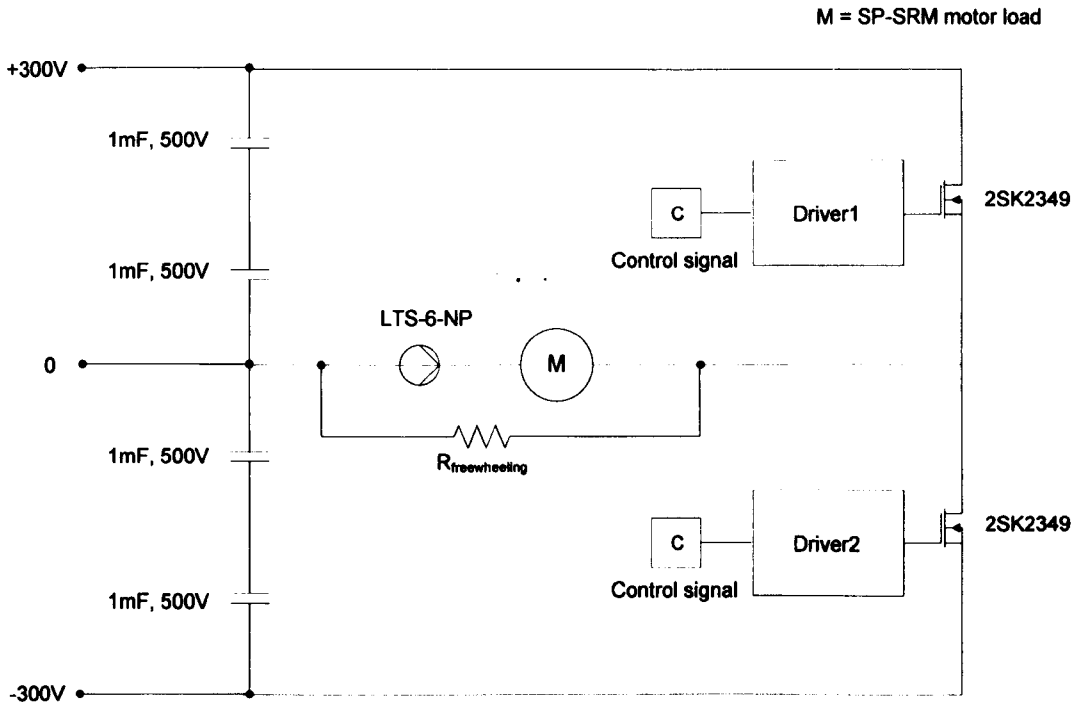 M = SP-SRM motor load
+300V
1mF, 500V
C
Driver1
2SK2349
Control signal
1mF, 500V
LTS-6-NP
0
M
1mF, 500V
Rfreewheeling
C
Driver2
2SK2349
Control signal
1mF, 500V
-300V